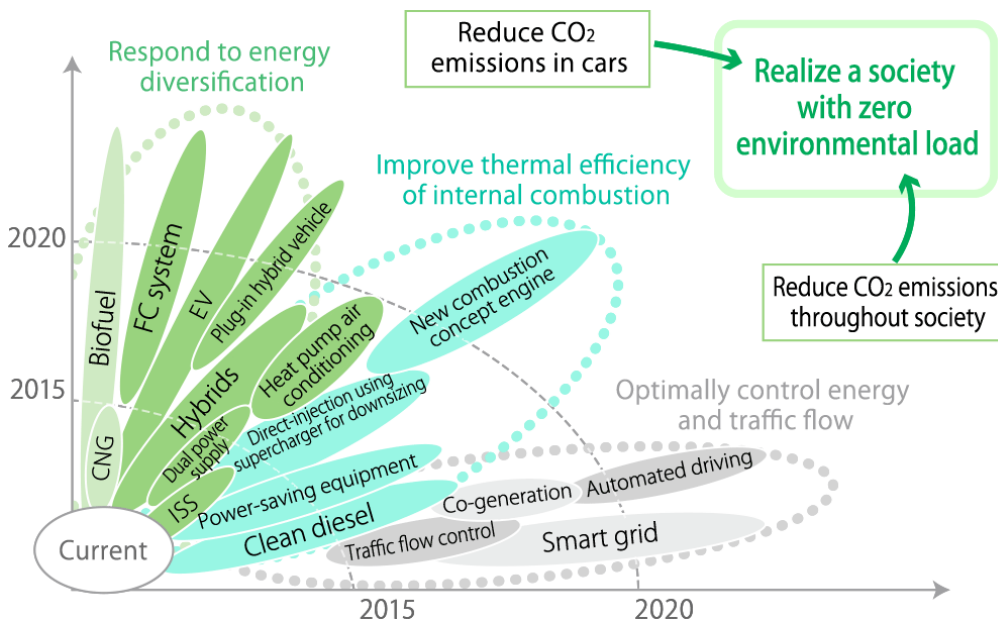 Respond to energy
diversification
Reduce CO₂
emissions in cars
Realize a society
with zero
environmental load
Improve thermal efficiency
of internal combustion
Reduce CO₂ emissions
throughout society
Optimally control energy
and traffic flow
2020
2015
Biofuel
FC system
EV
Plug-in hybrid vehicle
CNG
Hybrids
Heat pump air
conditioning
New combustion
concept engine
Dual power
supply
Direct-injection using
supercharger for downsizing
ISS
Power-saving equipment
Clean diesel
Co-generation
Automated driving
Traffic flow control
Smart grid
Current
2015
2020